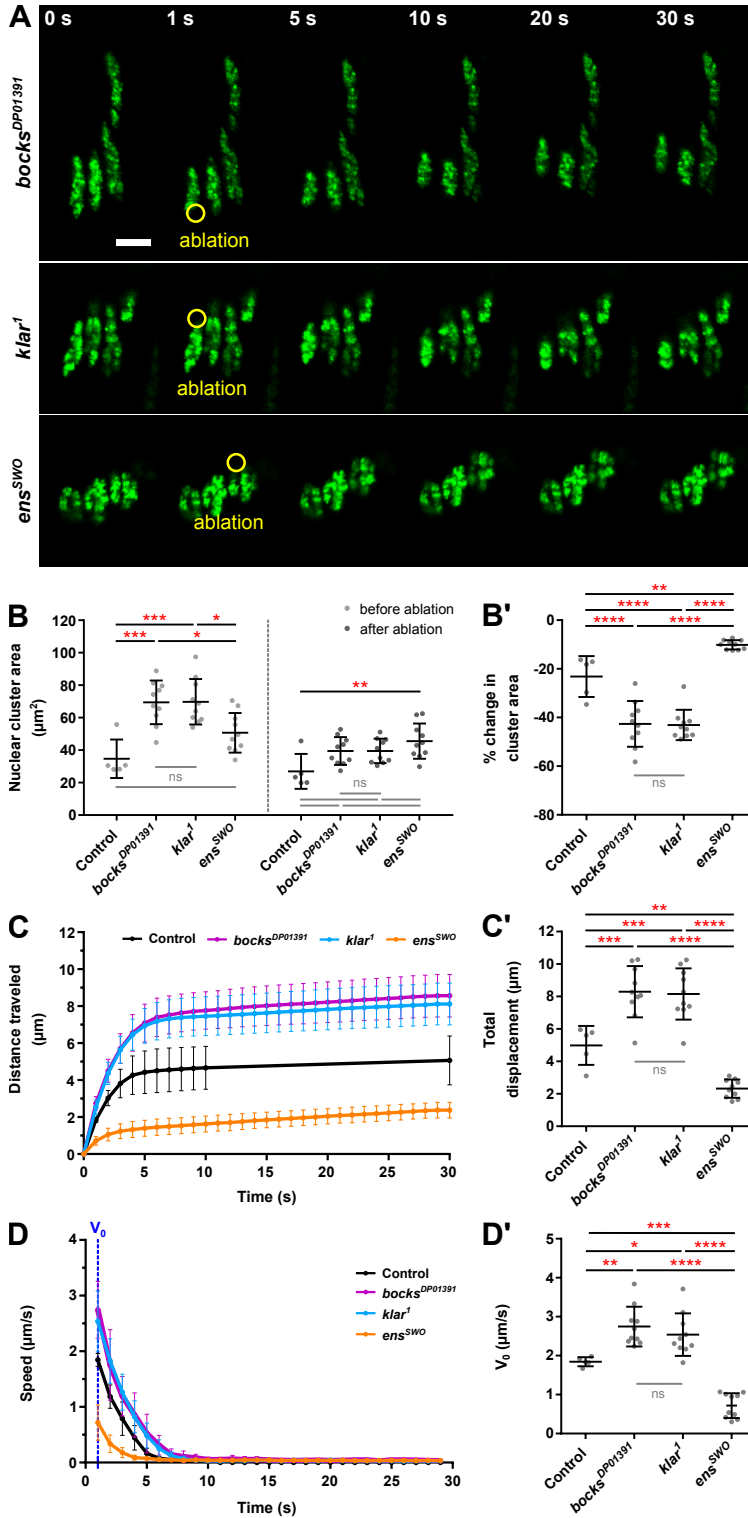 A
0 s 1 s 5 s 10 s 20 s 30 s
bocks^DP01391
ablation
klar^1
ablation
ens^SWO
ablation
B
Nuclear cluster area
(μm²)
120
100
80
60
40
20
0
*** *
*** *
ns
before ablation
after ablation
**
ns
Control bocks^DP01391 klar^1 ens^SWO Control bocks^DP01391 klar^1 ens^SWO
B'
% change in
cluster area
0
-20
-40
-60
-80
**
**** ****
**** ****
ns
Control bocks^DP01391 klar^1 ens^SWO
C
Control bocks^DP01391 klar^1 ens^SWO
Distance traveled
(μm)
12
10
8
6
4
2
0
0 5 10 15 20 25 30
Time (s)
C'
Total
displacement (μm)
12
10
8
6
4
2
0
**
*** ****
*** ****
ns
Control bocks^DP01391 klar^1 ens^SWO
D
V₀
Control
bocks^DP01391
klar^1
ens^SWO
Speed (μm/s)
4
3
2
1
0
0 5 10 15 20 25 30
Time (s)
D'
V₀ (μm/s)
5
4
3
2
1
0
***
* ****
** ****
ns
Control bocks^DP01391 klar^1 ens^SWO